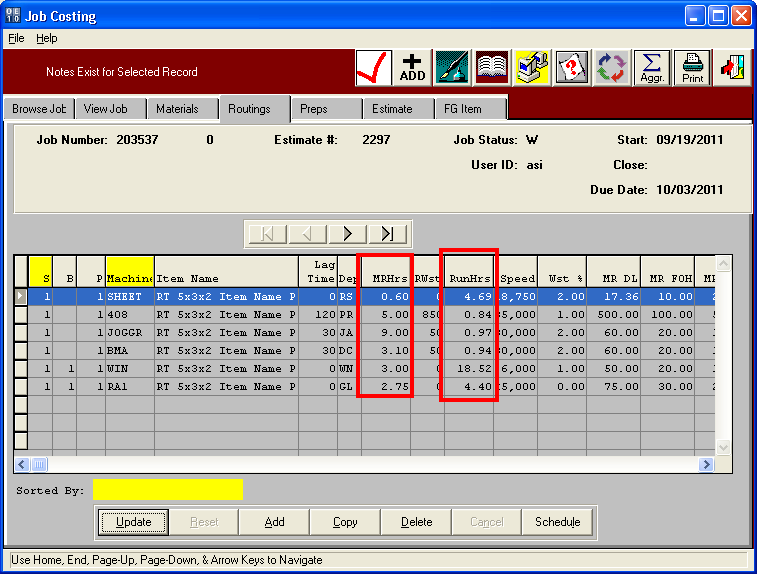 Job Costing
File Help
Notes Exist for Selected Record
ADD Aggr. Print
Browse Job View Job Materials Routings Preps Estimate FG Item
Job Number: 203537 0 Estimate #: 2297 Job Status: W Start: 09/19/2011
User ID: asi Close:
Due Date: 10/03/2011
Lag
S B P Machine Item Name Time Dep MRHrs RWst RunHrs Speed Wst % MR DL MR FOH
1 1 SHEET RT 5x3x2 Item Name P 0 RS 0.60 0 4.69 8,750 2.00 17.36 10.00
1 1 408 RT 5x3x2 Item Name P 120 PR 5.00 850 0.84 5,000 1.00 500.00 100.00
1 1 JOGGR RT 5x3x2 Item Name P 30 JA 9.00 50 0.97 0,000 2.00 60.00 20.00
1 1 BMA RT 5x3x2 Item Name P 30 DC 3.10 50 0.94 0,000 2.00 60.00 20.00
1 1 1 WIN RT 5x3x2 Item Name P 0 WN 3.00 0 18.52 6,000 1.00 50.00 20.00
1 1 1 RA1 RT 5x3x2 Item Name P 0 GL 2.75 0 4.40 5,000 0.00 75.00 30.00
Sorted By:
Update Reset Add Copy Delete Cancel Schedule
Use Home, End, Page-Up, Page-Down, & Arrow Keys to Navigate